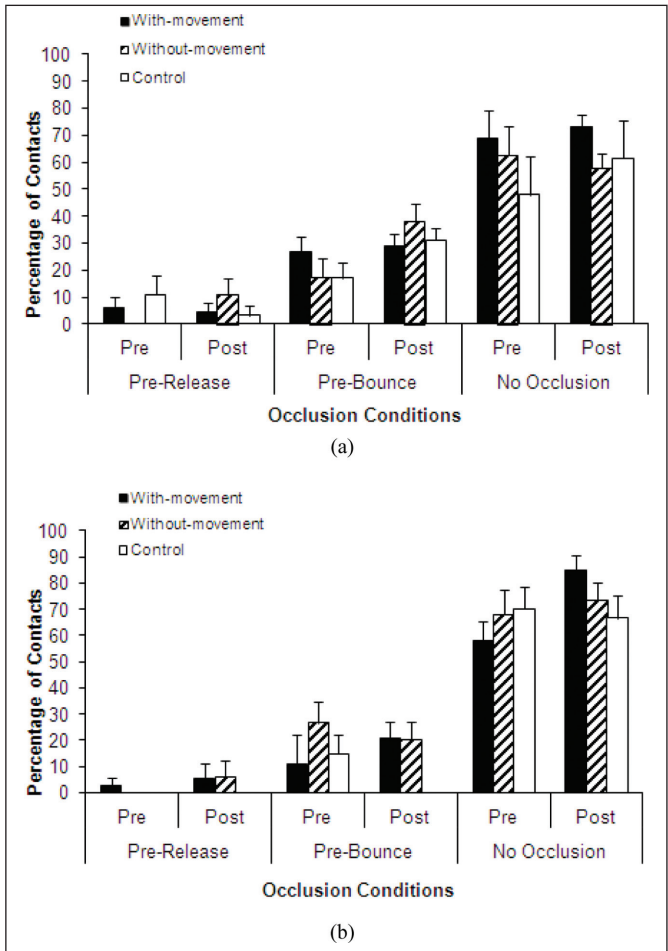 With-movement
Without-movement
Control
100
90
80
70
60
50
40
30
20
10
0
Percentage of Contacts
Pre Post Pre Post Pre Post
Pre-Release Pre-Bounce No Occlusion
Occlusion Conditions
(a)
With-movement
Without-movement
Control
100
90
80
70
60
50
40
30
20
10
0
Percentage of Contacts
Pre Post Pre Post Pre Post
Pre-Release Pre-Bounce No Occlusion
Occlusion Conditions
(b)